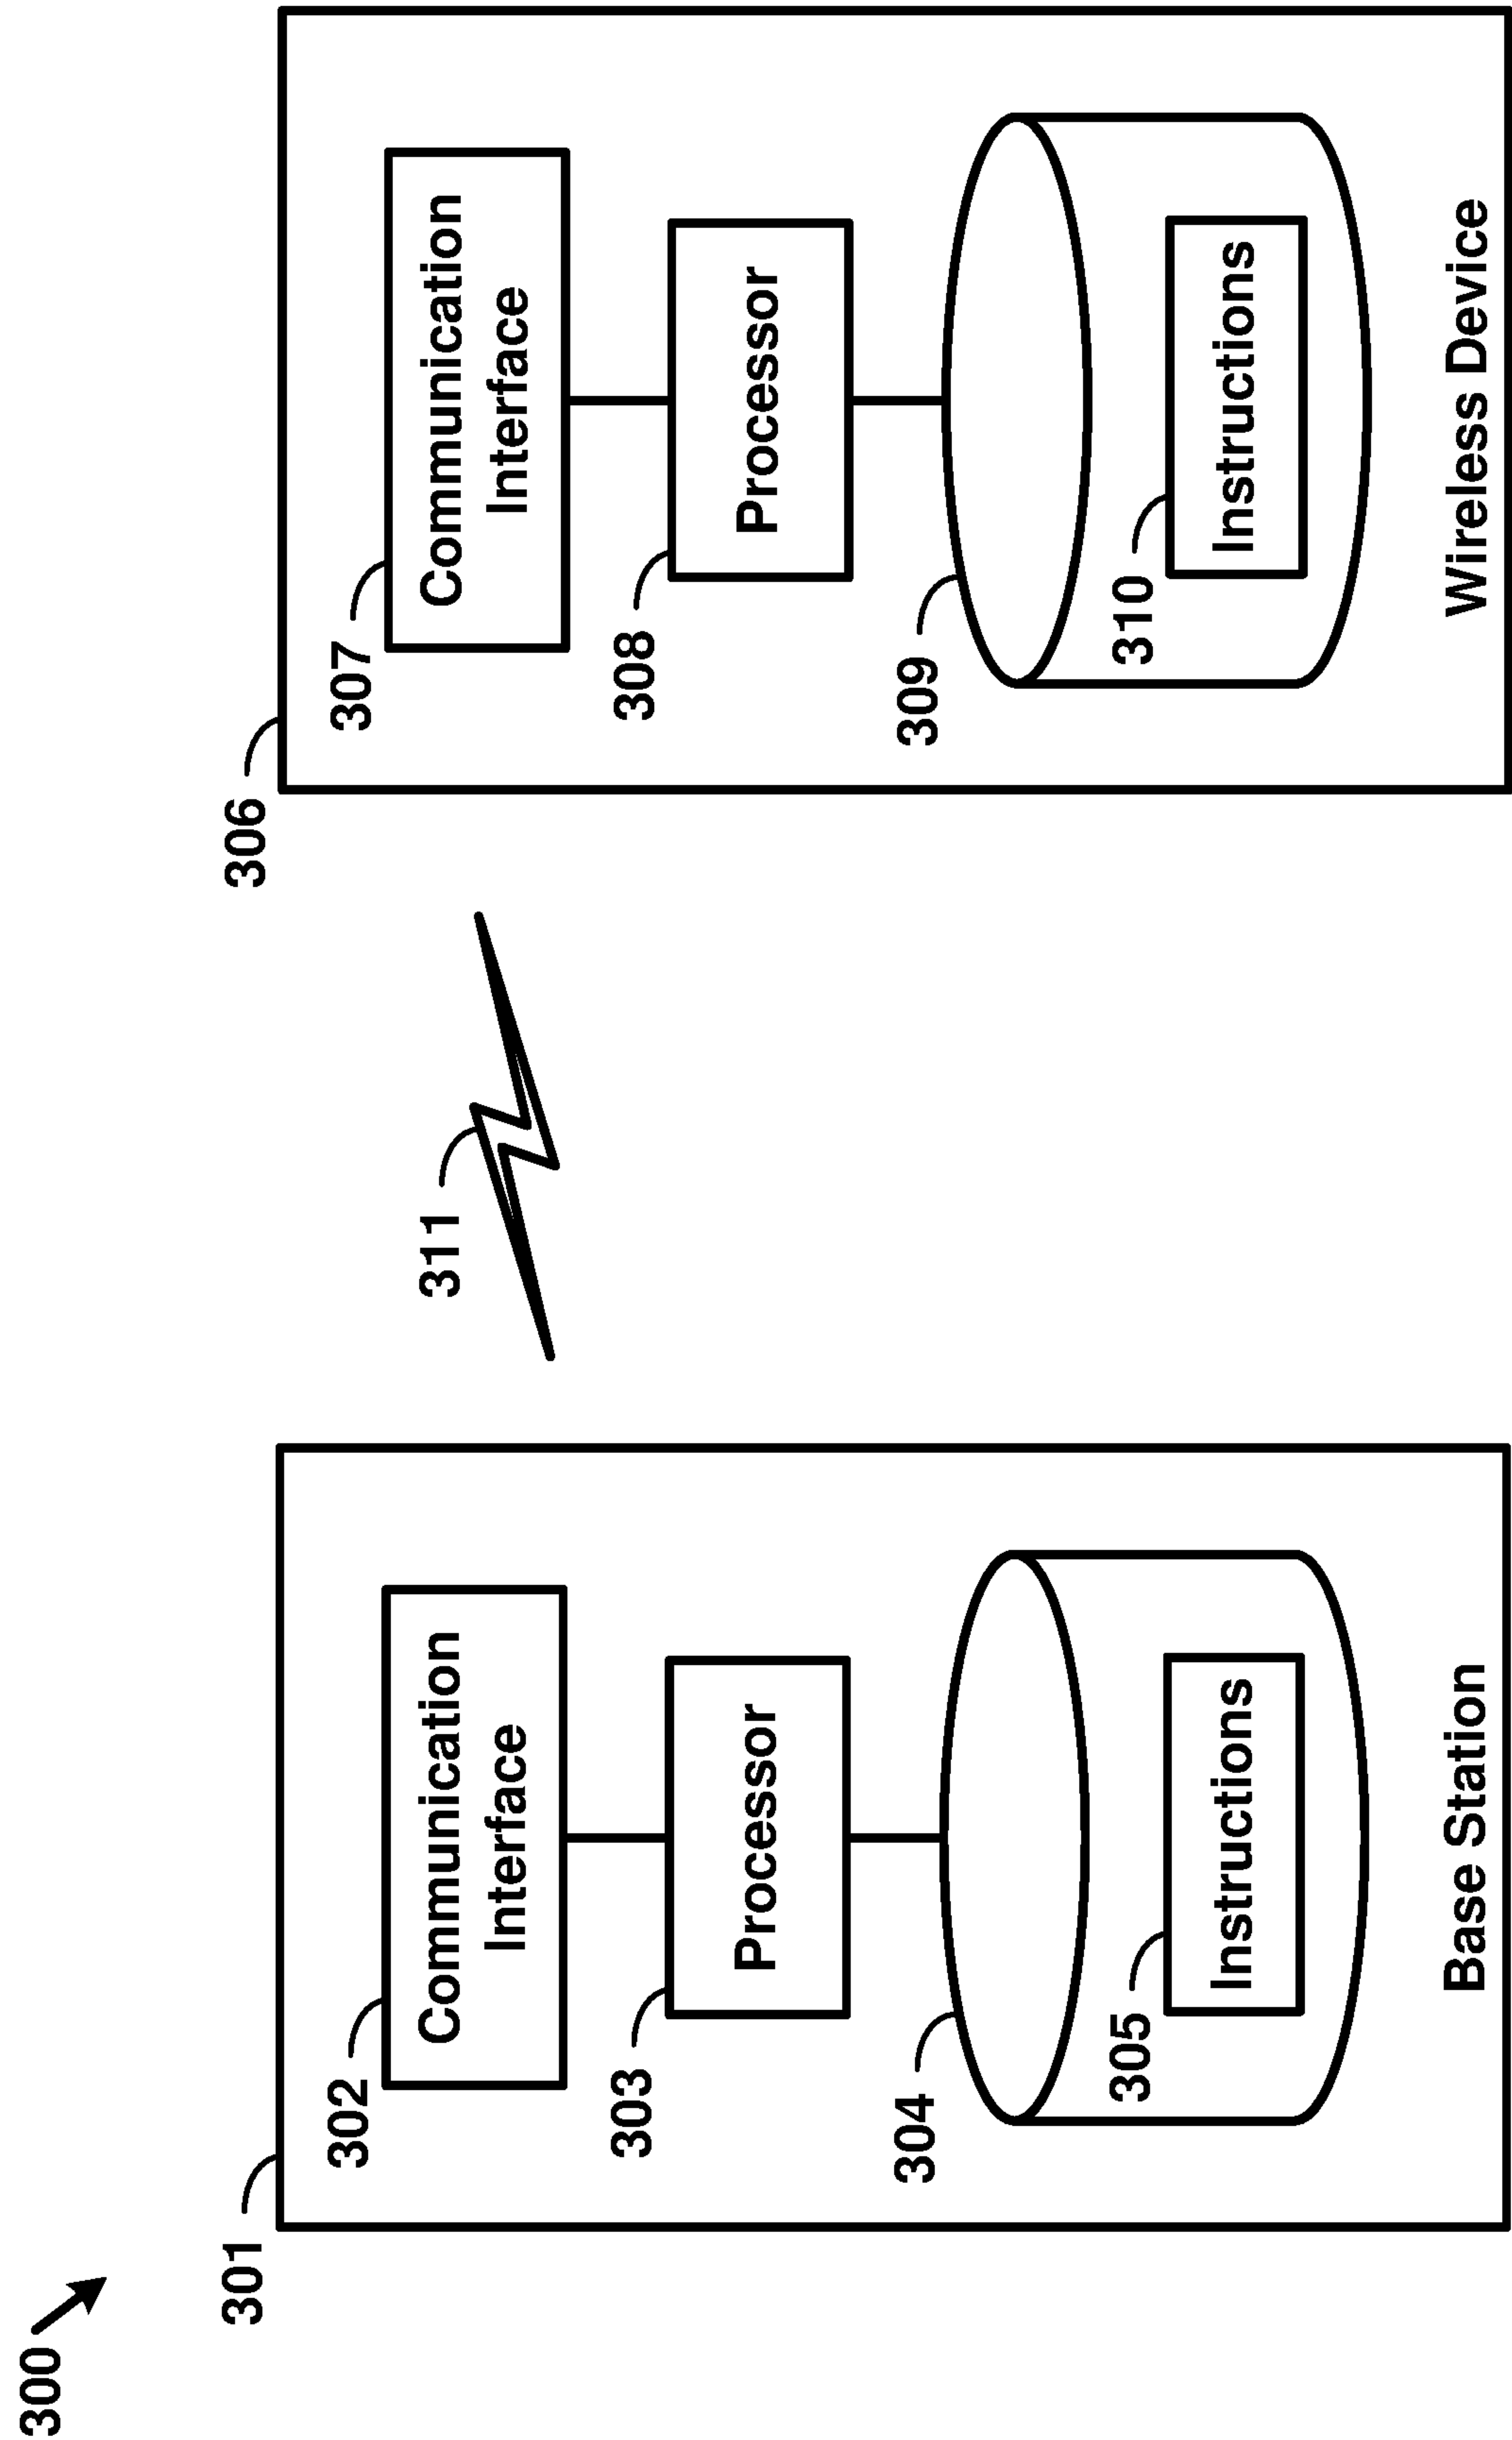 300
301
302
Communication
Interface
303
Processor
304
305
Instructions
Base Station
311
306
307
Communication
Interface
308
Processor
309
310
Instructions
Wireless Device